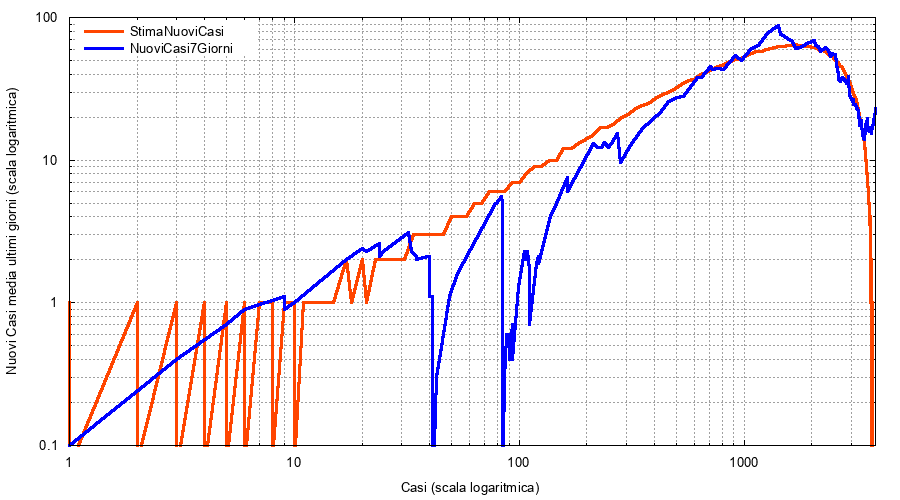 StimaNuoviCasi
NuoviCasi7Giorni
Nuovi Casi media ultimi giorni (scala logaritmica)
100
10
1
0.1
1
10
100
1000
Casi (scala logaritmica)